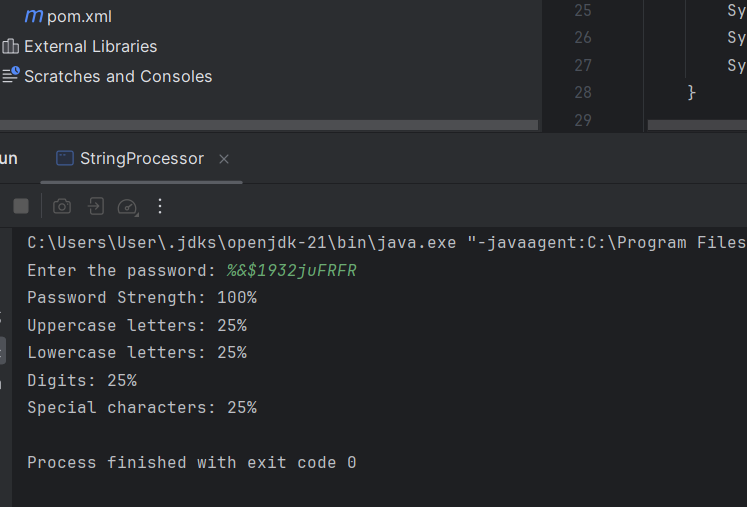 pom.xml
External Libraries
Scratches and Consoles
25 Sy
26 Sy
27 Sy
28 }
29
un StringProcessor
C:\Users\User\.jdks\openjdk-21\bin\java.exe "-javaagent:C:\Program Files
Enter the password: %&$1932juFRFR
Password Strength: 100%
Uppercase letters: 25%
Lowercase letters: 25%
Digits: 25%
Special characters: 25%
Process finished with exit code 0